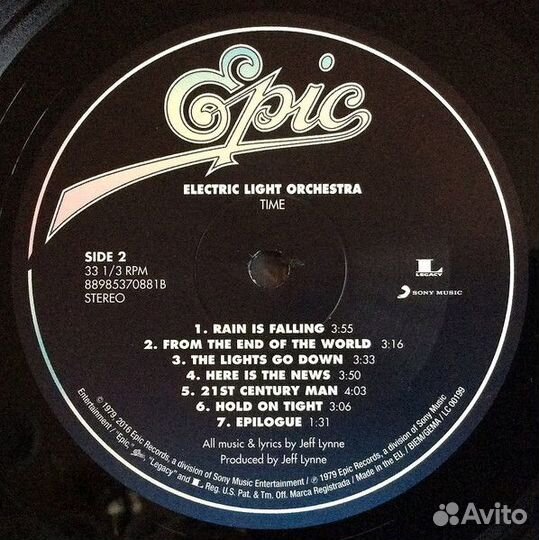 Epic
ELECTRIC LIGHT ORCHESTRA
TIME
SIDE 2
33 1/3 RPM
88985370881B
STEREO
L
LEGACY
SONY MUSIC
1. RAIN IS FALLING 3:55
2. FROM THE END OF THE WORLD 3:16
3. THE LIGHTS GO DOWN 3:33
4. HERE IS THE NEWS 3:50
5. 21ST CENTURY MAN 4:03
6. HOLD ON TIGHT 3:06
7. EPILOGUE 1:31
All music & lyrics by Jeff Lynne
Produced by Jeff Lynne
© 1979, 2016 Epic Records, a division of Sony Music Entertainment / ℗ 1979 Epic Records, a division of Sony Music
Entertainment / "Epic", Epic, "Legacy" and L Reg. U.S. Pat. & Tm. Off. Marca Registrada / Made in the EU. / BIEM/GEMA / LC 00199
Avito